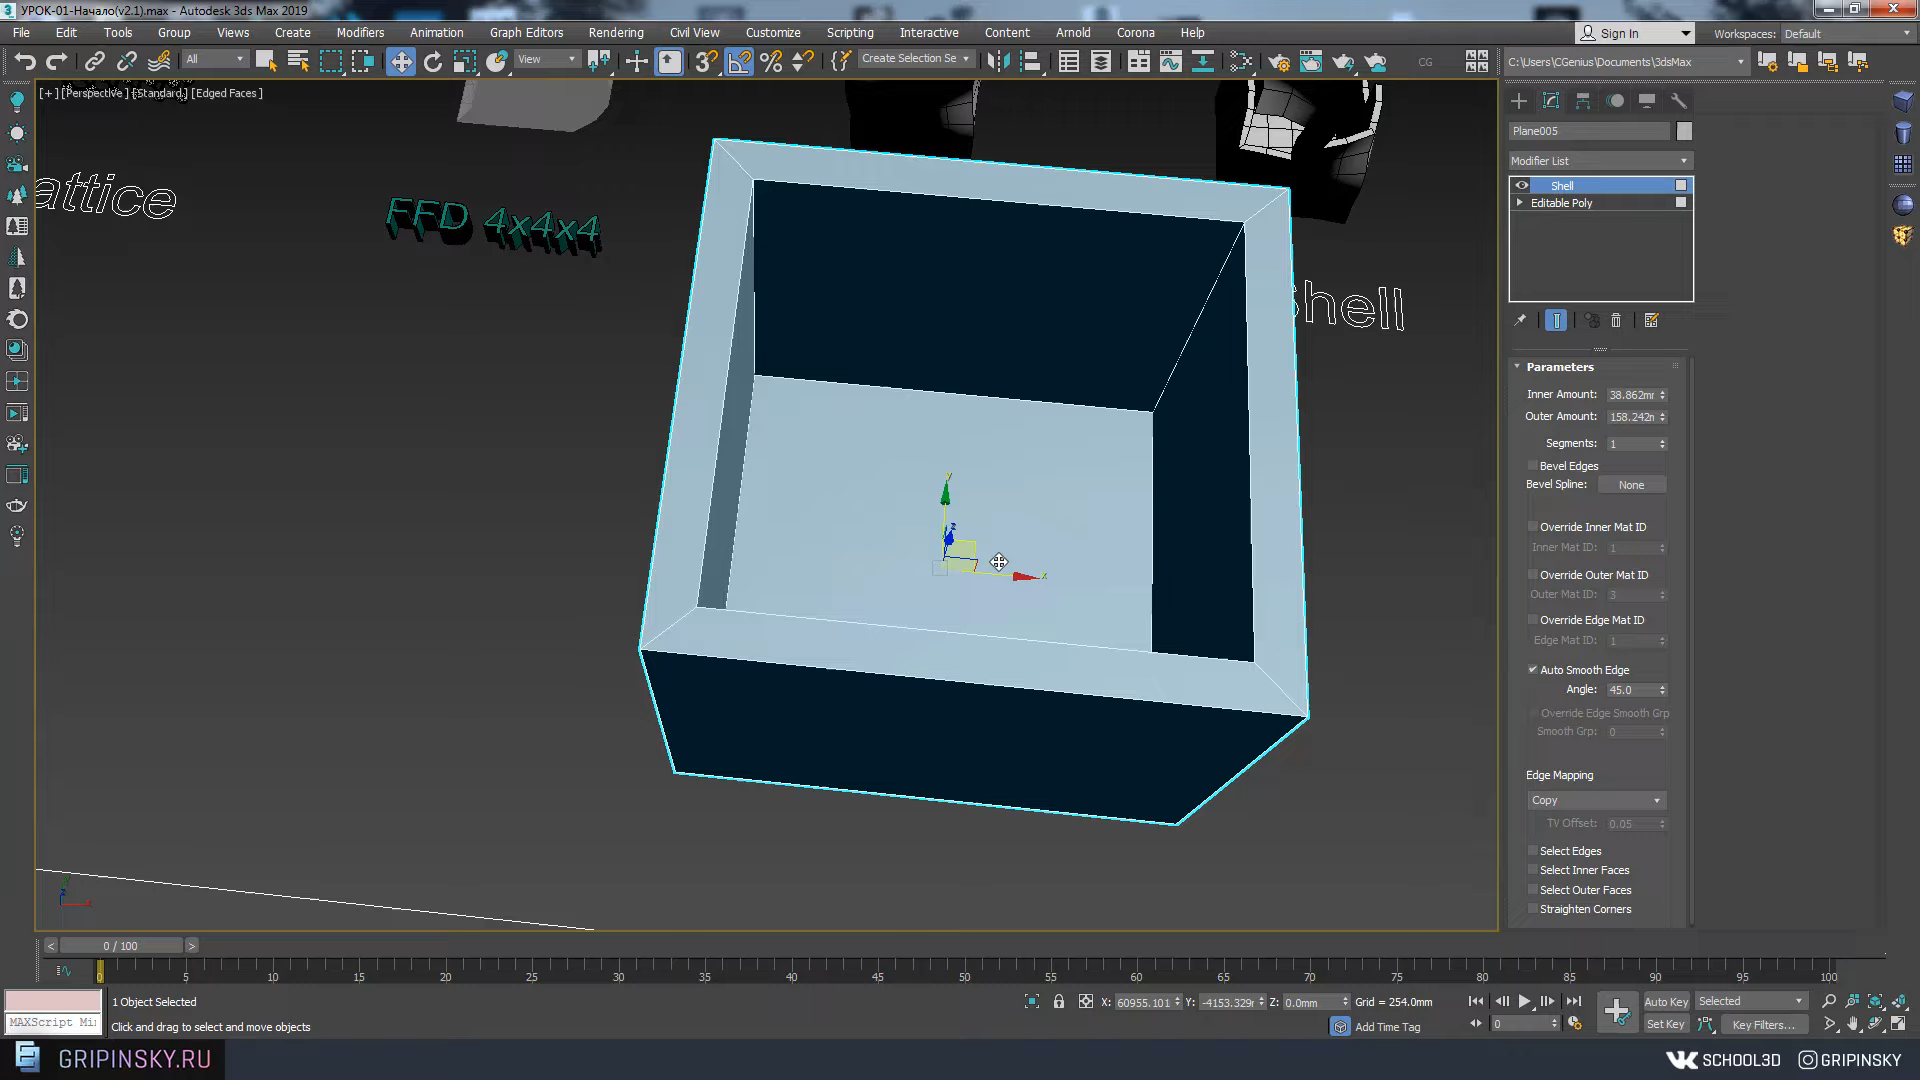 УРОК-01-Начало(v2.1).max - Autodesk 3ds Max 2019
File Edit Tools Group Views Create Modifiers Animation Graph Editors Rendering Civil View Customize Scripting Interactive Content Arnold Corona Help
Sign In
Workspaces: Default
All
View
Create Selection Se
CG
C:\Users\CGenius\Documents\3dsMax
[+] [Perspective ] [Standard ] [Edged Faces ]
Plane005
Modifier List
Shell
Editable Poly
attice
FFD 4x4x4
Shell
Parameters
Inner Amount: 38.862mr
Outer Amount: 158.242n
Segments: 1
Bevel Edges
Bevel Spline: None
Override Inner Mat ID
Inner Mat ID: 1
Override Outer Mat ID
Outer Mat ID: 3
Override Edge Mat ID
Edge Mat ID: 1
Auto Smooth Edge
Angle: 45.0
Override Edge Smooth Grp
Smooth Grp: 0
Edge Mapping
Copy
TV Offset: 0.05
Select Edges
Select Inner Faces
Select Outer Faces
Straighten Corners
y
z
x
< 0 / 100 >
0 5 10 15 20 25 30 35 40 45 50 55 60 65 70 75 80 85 90 95 100
1 Object Selected
X: 60955.101 Y: -4153.329r Z: 0.0mm Grid = 254.0mm
Auto Key
Selected
MAXScript Mi
Click and drag to select and move objects
Add Time Tag
0
Set Key
Key Filters...
GRIPINSKY.RU
SCHOOL3D
GRIPINSKY